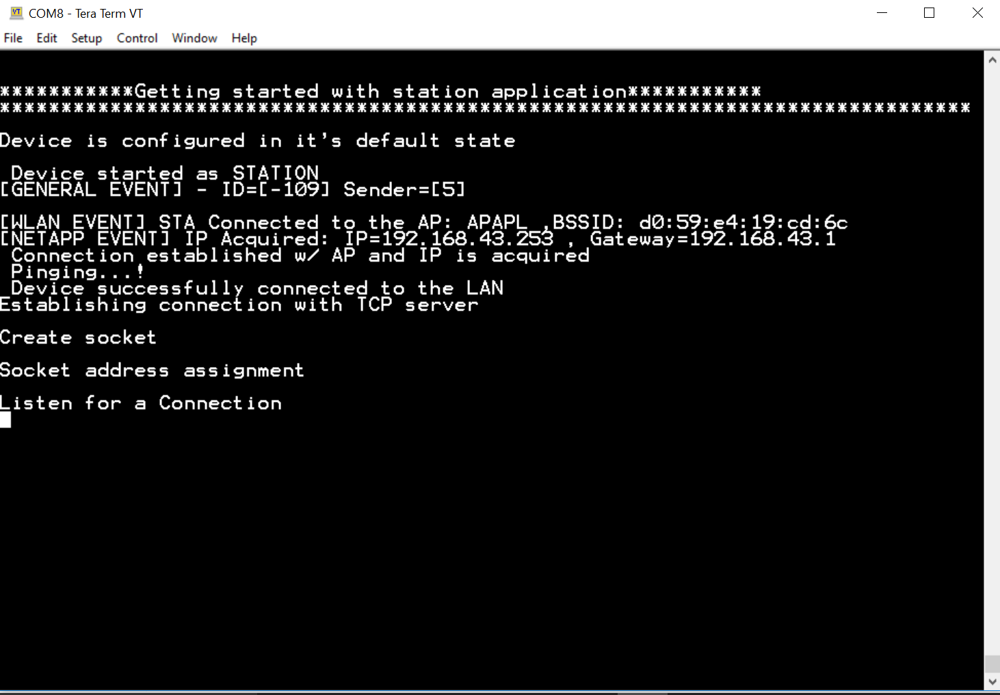 COM8 - Tera Term VT
File Edit Setup Control Window Help
***********Getting started with station application***********
*******************************************************************************
Device is configured in it's default state
Device started as STATION
[GENERAL EVENT] - ID=[-109] Sender=[5]
[WLAN EVENT] STA Connected to the AP: APAPL ,BSSID: d0:59:e4:19:cd:6c
[NETAPP EVENT] IP Acquired: IP=192.168.43.253 , Gateway=192.168.43.1
Connection established w/ AP and IP is acquired
Pinging...!
Device successfully connected to the LAN
Establishing connection with TCP server
Create socket
Socket address assignment
Listen for a Connection